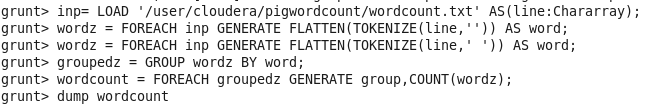 grunt> inp= LOAD '/user/cloudera/pigwordcount/wordcount.txt' AS(line:Chararray);
grunt> wordz = FOREACH inp GENERATE FLATTEN(TOKENIZE(line,'')) AS word;
grunt> wordz = FOREACH inp GENERATE FLATTEN(TOKENIZE(line,' ')) AS word;
grunt> groupedz = GROUP wordz BY word;
grunt> wordcount = FOREACH groupedz GENERATE group,COUNT(wordz);
grunt> dump wordcount